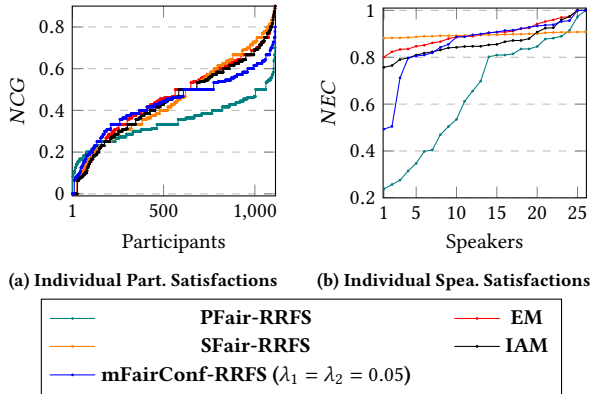 NCG
0.8
0.6
0.4
0.2
0
1
500
1,000
Participants
NEC
1
0.8
0.6
0.4
0.2
1
5
10
15
20
25
Speakers
(a) Individual Part. Satisfactions
(b) Individual Spea. Satisfactions
PFair-RRFS
EM
SFair-RRFS
IAM
mFairConf-RRFS (λ₁ = λ₂ = 0.05)